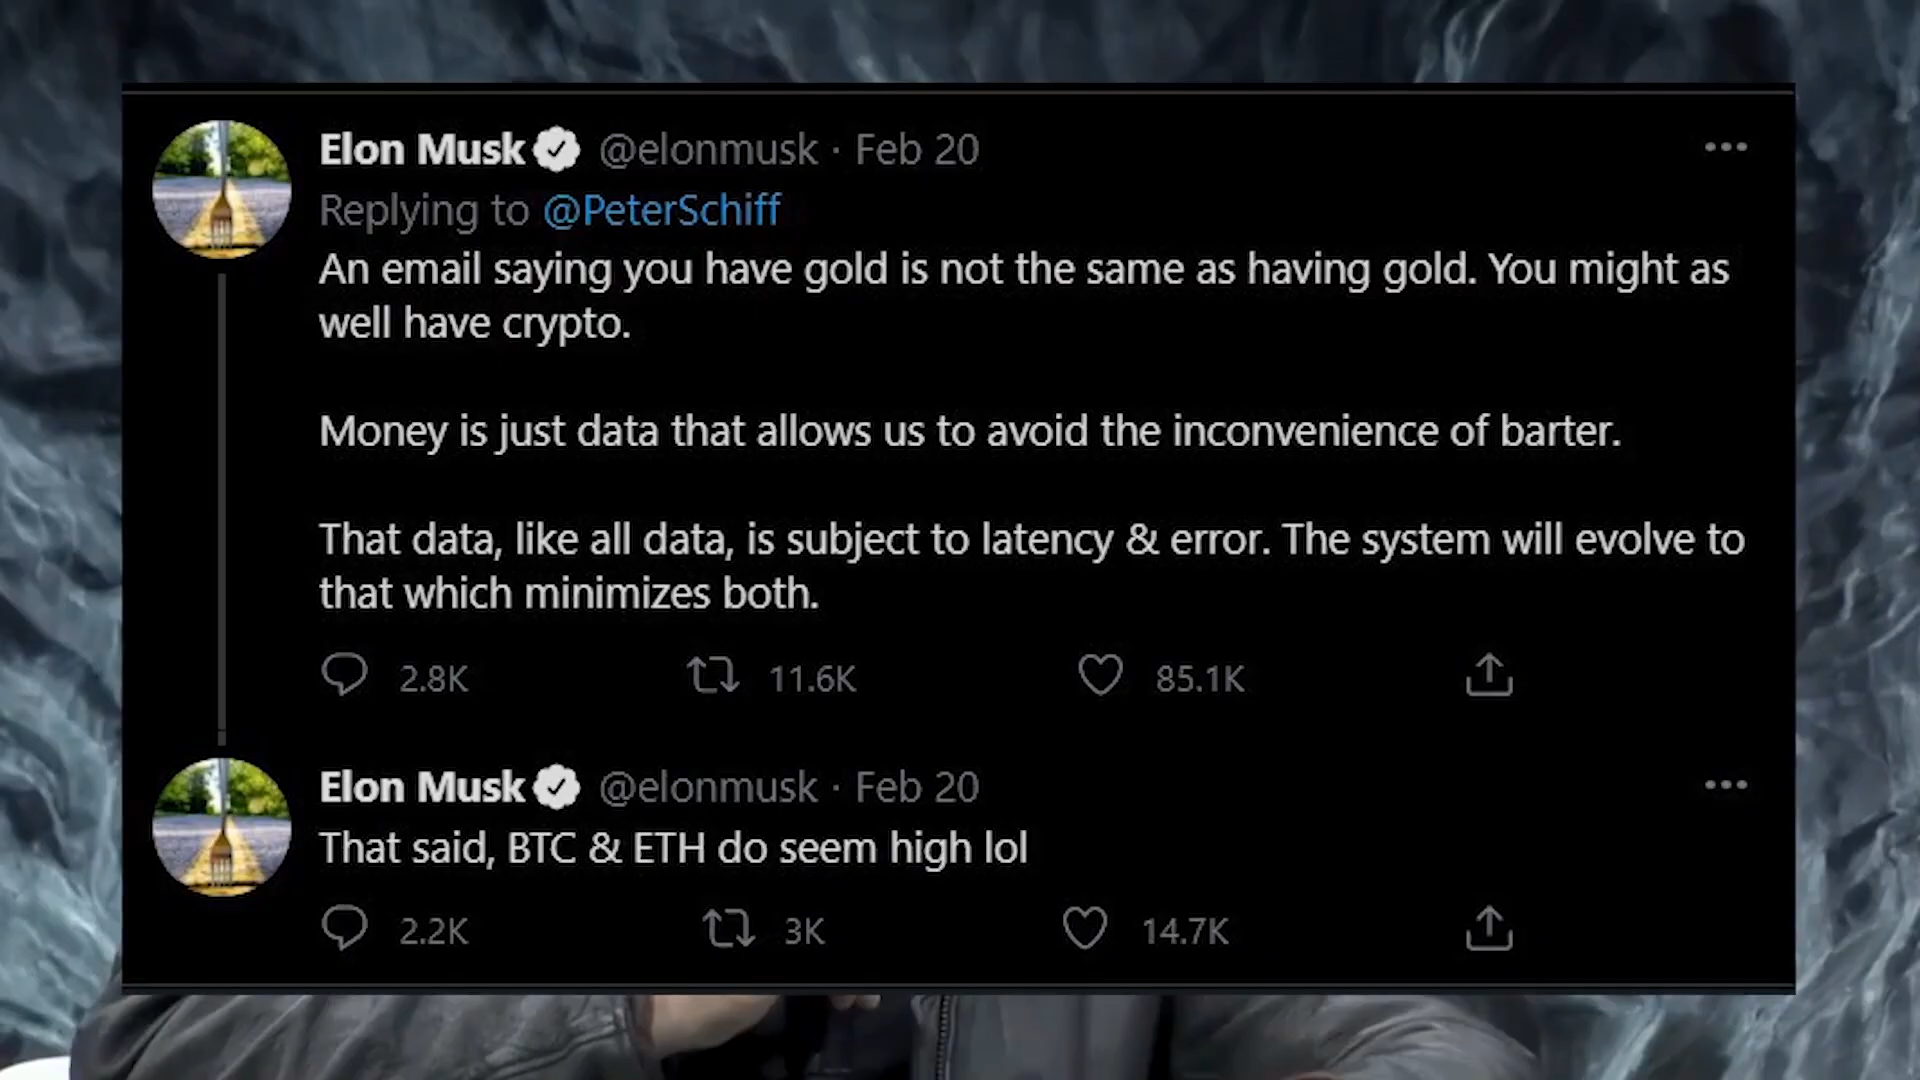 Elon Musk @elonmusk · Feb 20
Replying to @PeterSchiff
An email saying you have gold is not the same as having gold. You might as
well have crypto.
Money is just data that allows us to avoid the inconvenience of barter.
That data, like all data, is subject to latency & error. The system will evolve to
that which minimizes both.
2.8K 11.6K 85.1K
Elon Musk @elonmusk · Feb 20
That said, BTC & ETH do seem high lol
2.2K 3K 14.7K